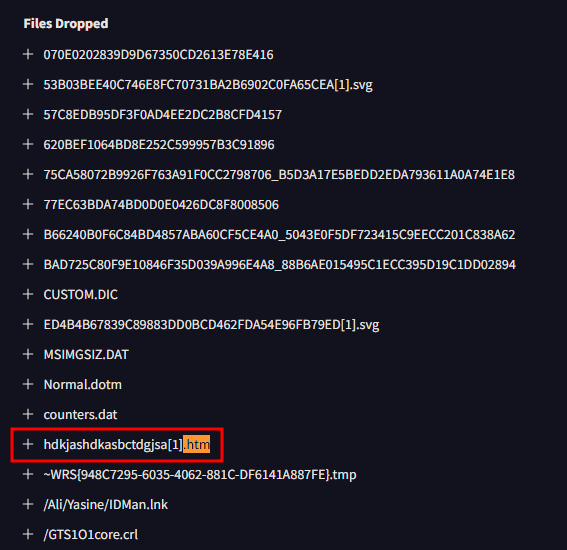 Files Dropped
070E0202839D9D67350CD2613E78E416
53B03BEE40C746E8FC70731BA2B6902C0FA65CEA[1].svg
57C8EDB95DF3F0AD4EE2DC2B8CFD4157
620BEF1064BD8E252C599957B3C91896
75CA58072B9926F763A91F0CC2798706_B5D3A17E5BEDD2EDA793611A0A74E1E8
77EC63BDA74BD0D0E0426DC8F8008506
B66240B0F6C84BD4857ABA60CF5CE4A0_5043E0F5DF723415C9EECC201C838A62
BAD725C80F9E10846F35D039A996E4A8_88B6AE015495C1ECC395D19C1DD02894
CUSTOM.DIC
ED4B4B67839C89883DD0BCD462FDA54E96FB79ED[1].svg
MSIMGSIZ.DAT
Normal.dotm
counters.dat
hdkjashdkasbctdgjsa[1].htm
~WRS{948C7295-6035-4062-881C-DF6141A887FE}.tmp
/Ali/Yasine/IDMan.lnk
/GTS1O1core.crl